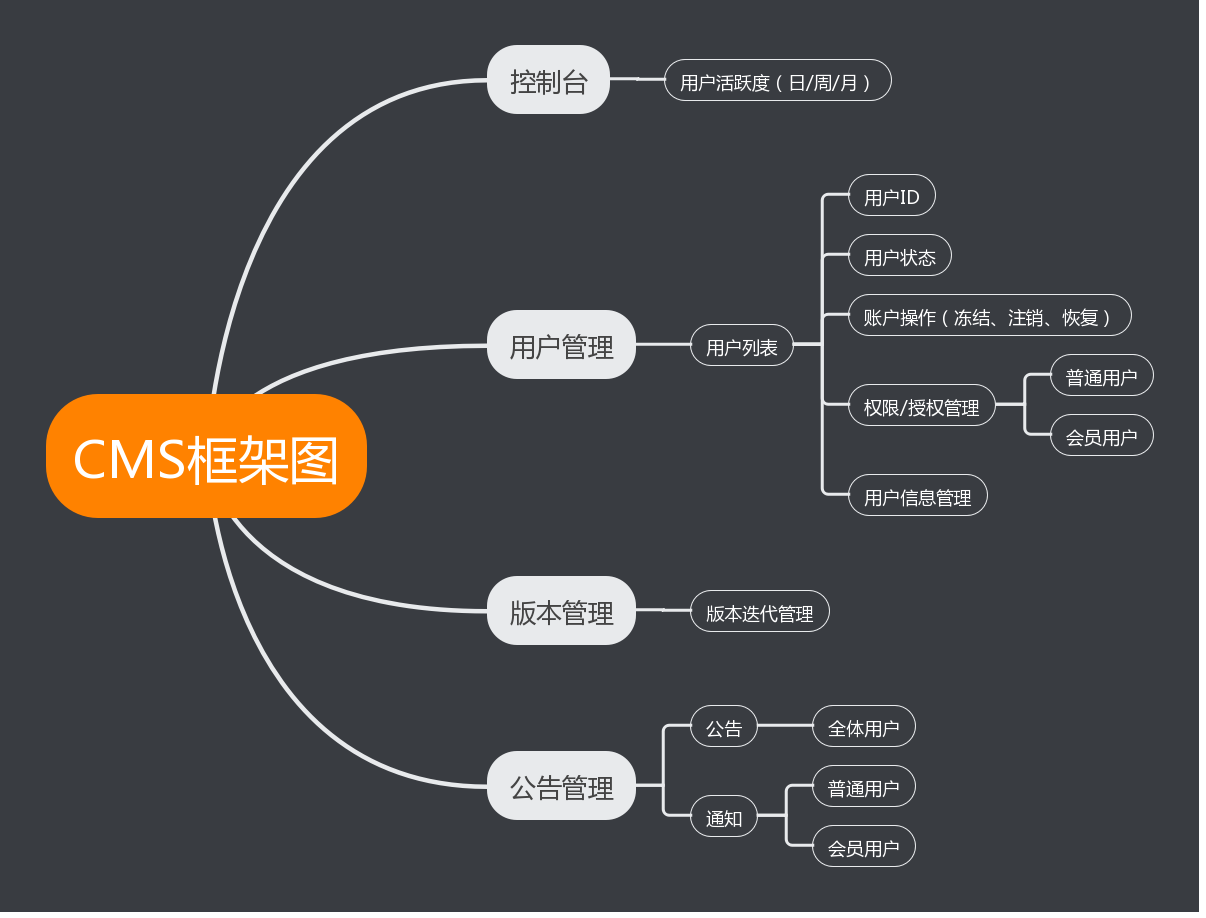 CMS框架图
控制台
用户活跃度（日/周/月）
用户管理
用户列表
用户ID
用户状态
账户操作（冻结、注销、恢复）
权限/授权管理
普通用户
会员用户
用户信息管理
版本管理
版本迭代管理
公告管理
公告
全体用户
通知
普通用户
会员用户